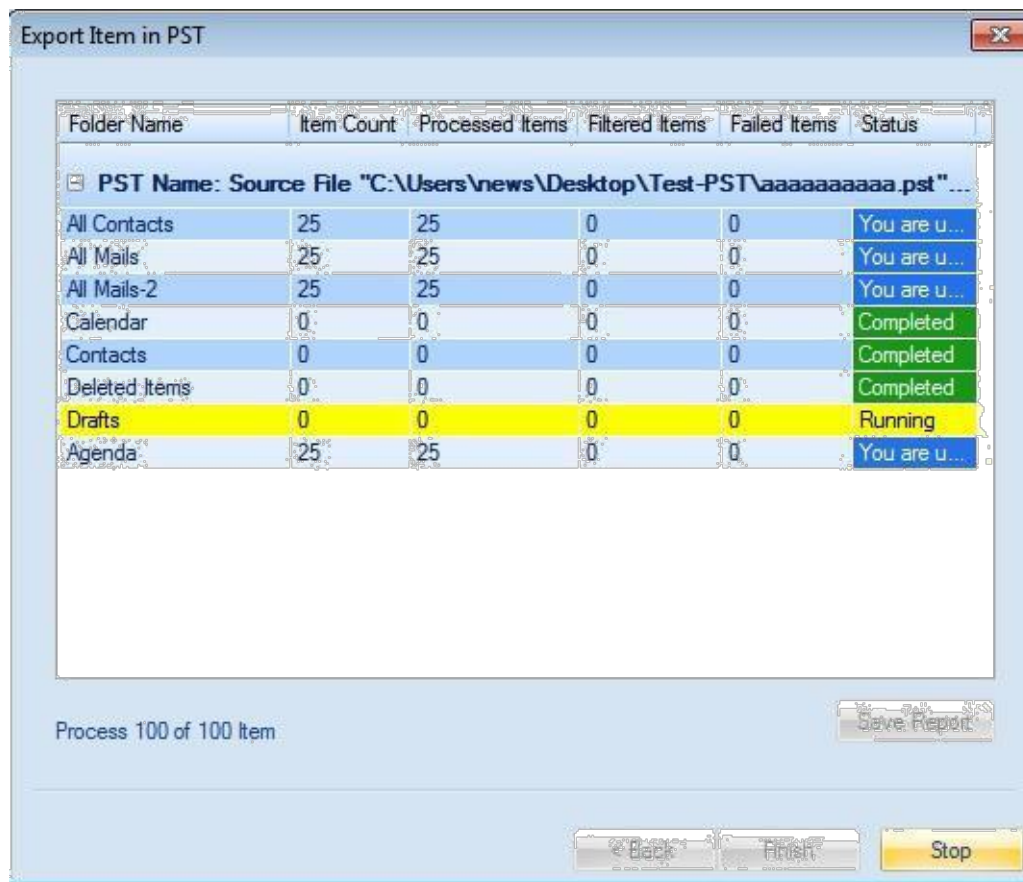 Export Item in PST
Folder Name Item Count Processed Items Filtered Items Failed Items Status
PST Name: Source File "C:\Users\news\Desktop\Test-PST\aaaaaaaaaa.pst"...
All Contacts 25 25 0 0 You are u...
All Mails 25 25 0 0 You are u...
All Mails-2 25 25 0 0 You are u...
Calendar 0 0 0 0 Completed
Contacts 0 0 0 0 Completed
Deleted Items 0 0 0 0 Completed
Drafts 0 0 0 0 Running
Agenda 25 25 0 0 You are u...
Process 100 of 100 Item
Save Report
< Back Finish Stop